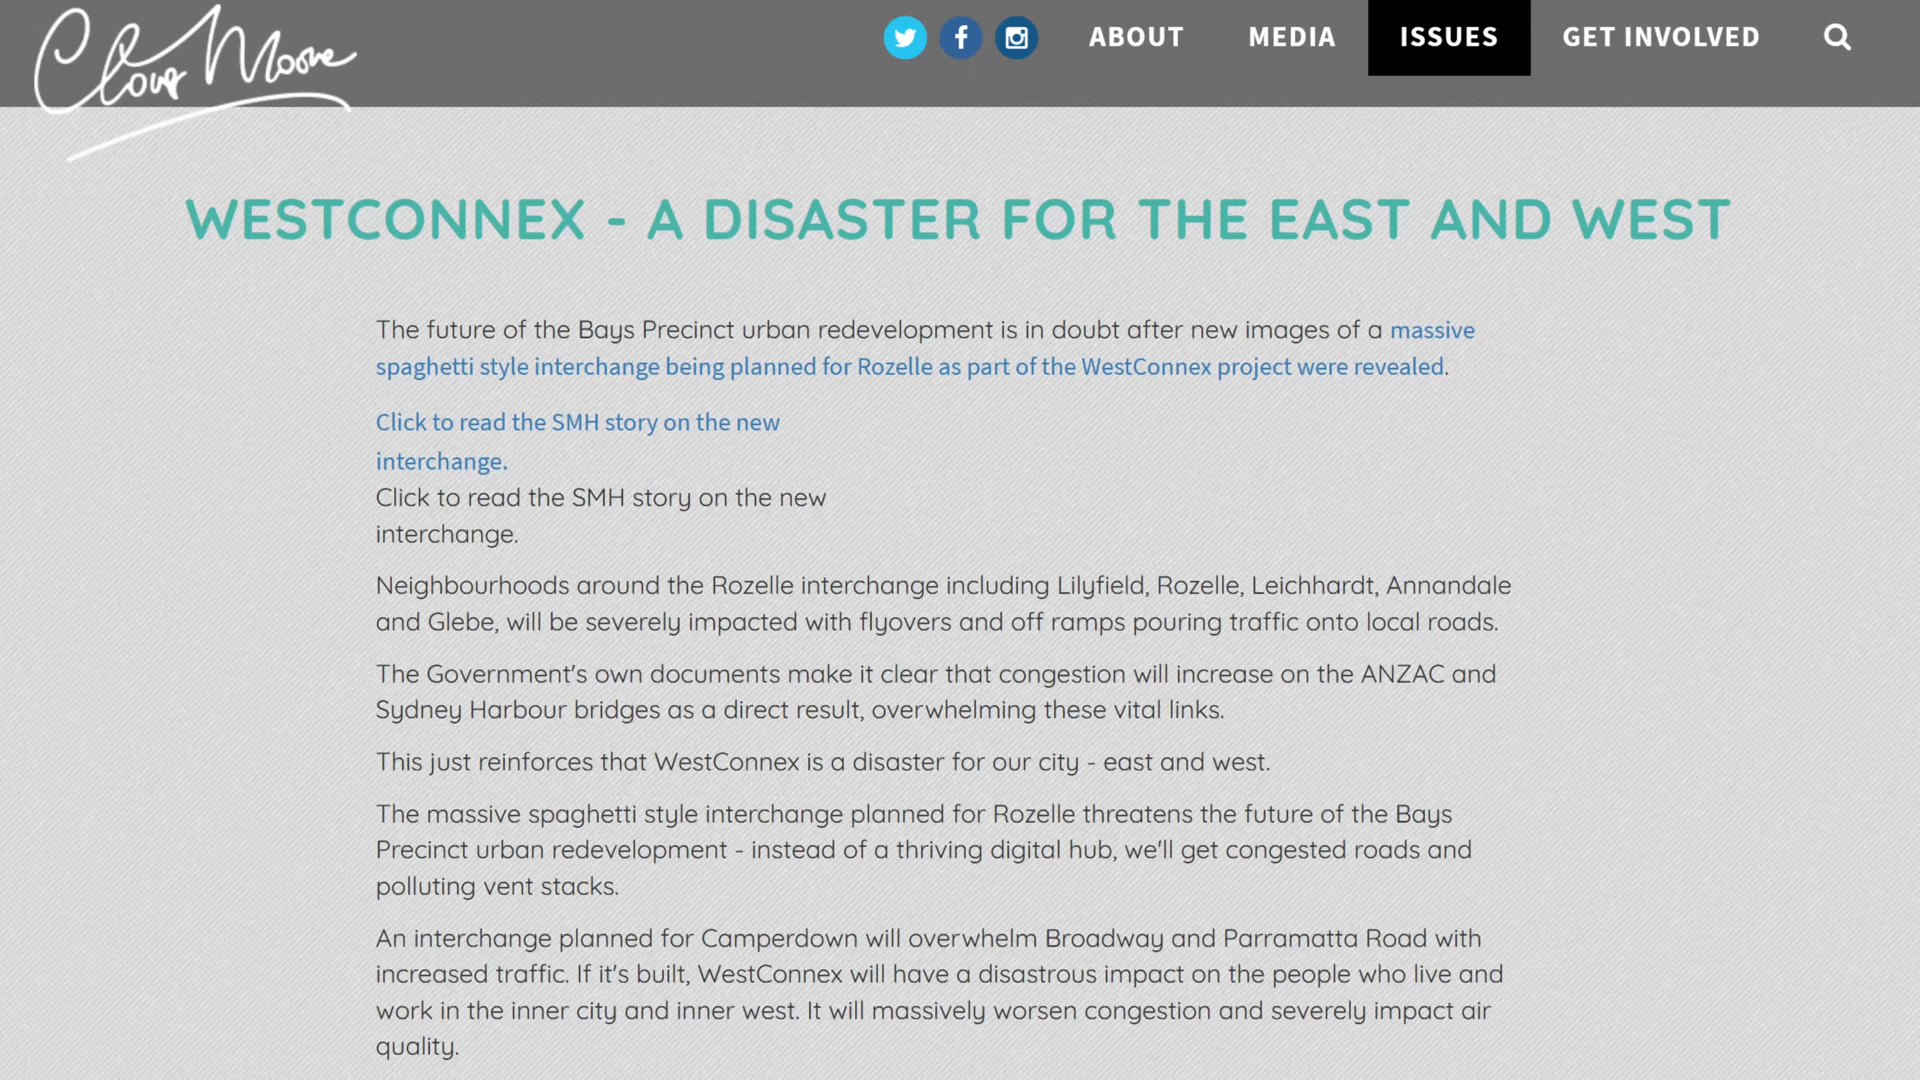 Clover Moore
ABOUT
MEDIA
ISSUES
GET INVOLVED
WESTCONNEX - A DISASTER FOR THE EAST AND WEST
The future of the Bays Precinct urban redevelopment is in doubt after new images of a massive
spaghetti style interchange being planned for Rozelle as part of the WestConnex project were revealed.
Click to read the SMH story on the new
interchange.
Click to read the SMH story on the new
interchange.
Neighbourhoods around the Rozelle interchange including Lilyfield, Rozelle, Leichhardt, Annandale
and Glebe, will be severely impacted with flyovers and off ramps pouring traffic onto local roads.
The Government's own documents make it clear that congestion will increase on the ANZAC and
Sydney Harbour bridges as a direct result, overwhelming these vital links.
This just reinforces that WestConnex is a disaster for our city - east and west.
The massive spaghetti style interchange planned for Rozelle threatens the future of the Bays
Precinct urban redevelopment - instead of a thriving digital hub, we'll get congested roads and
polluting vent stacks.
An interchange planned for Camperdown will overwhelm Broadway and Parramatta Road with
increased traffic. If it's built, WestConnex will have a disastrous impact on the people who live and
work in the inner city and inner west. It will massively worsen congestion and severely impact air
quality.